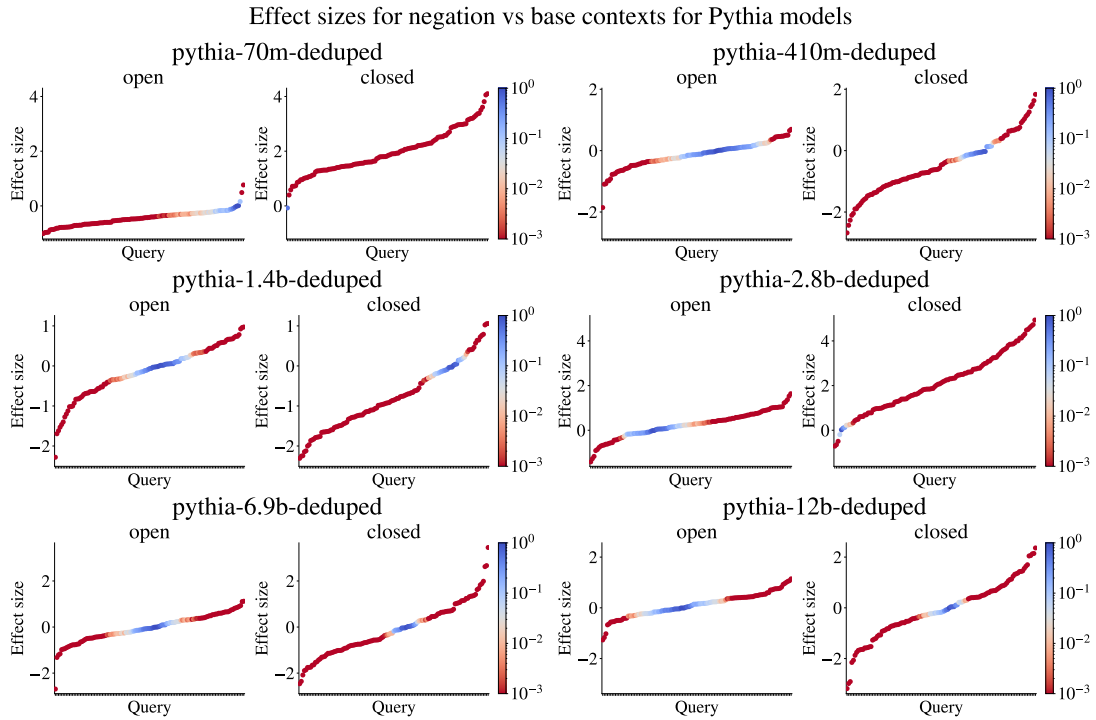 Effect sizes for negation vs base contexts for Pythia models
pythia-70m-deduped
open
closed
Effect size
4
2
0
Query
Effect size
4
2
0
Query
10^0
10^-1
10^-2
10^-3
pythia-410m-deduped
open
closed
Effect size
2
0
−2
Query
Effect size
2
0
−2
Query
10^0
10^-1
10^-2
10^-3
pythia-1.4b-deduped
open
closed
Effect size
1
0
−1
−2
Query
Effect size
1
0
−1
−2
Query
10^0
10^-1
10^-2
10^-3
pythia-2.8b-deduped
open
closed
Effect size
4
2
0
Query
Effect size
4
2
0
Query
10^0
10^-1
10^-2
10^-3
pythia-6.9b-deduped
open
closed
Effect size
2
0
−2
Query
Effect size
2
0
−2
Query
10^0
10^-1
10^-2
10^-3
pythia-12b-deduped
open
closed
Effect size
2
0
−2
Query
Effect size
2
0
−2
Query
10^0
10^-1
10^-2
10^-3